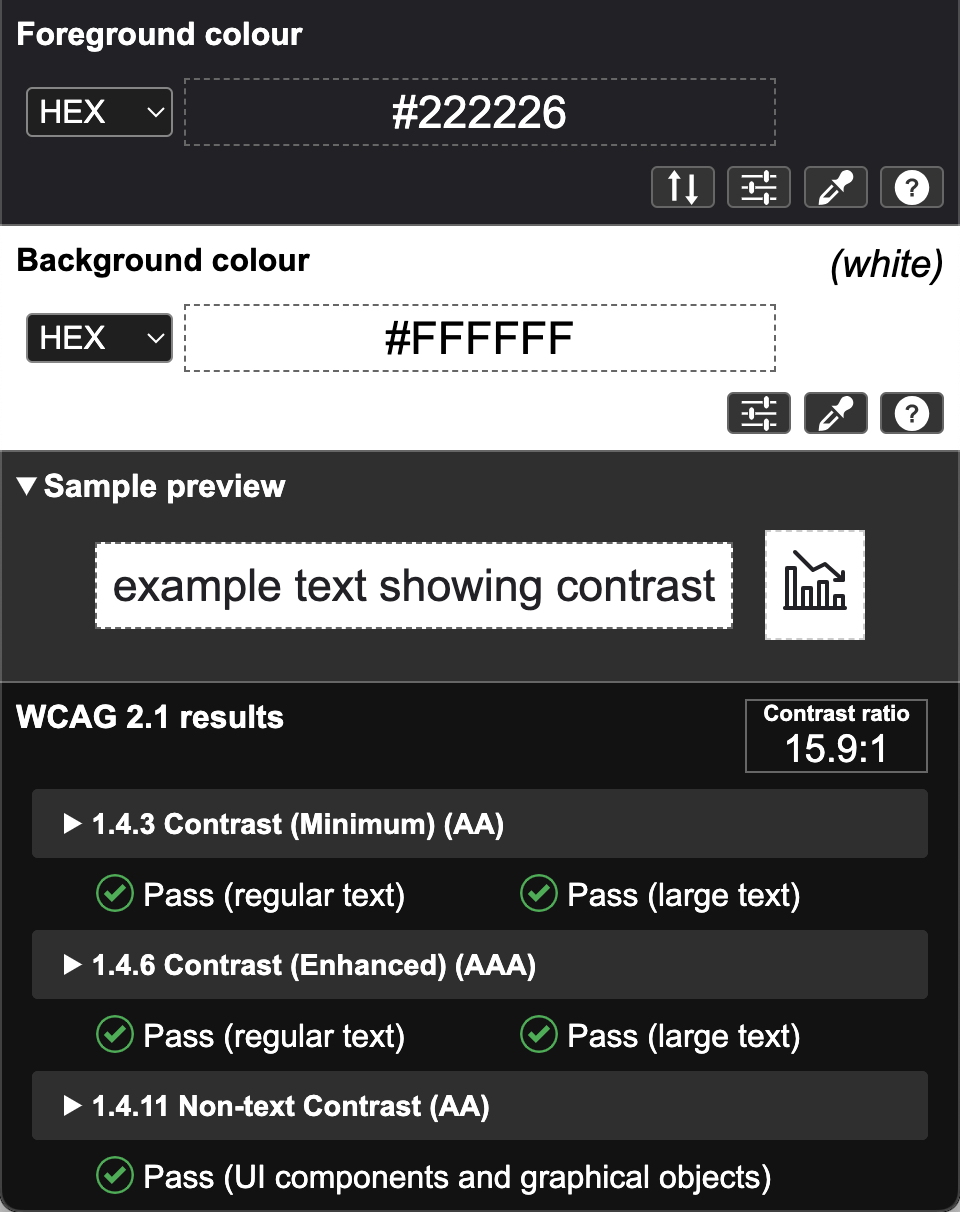 Foreground colour
HEX #222226
?
Background colour (white)
HEX #FFFFFF
?
Sample preview
example text showing contrast
WCAG 2.1 results
Contrast ratio
15.9:1
1.4.3 Contrast (Minimum) (AA)
Pass (regular text) Pass (large text)
1.4.6 Contrast (Enhanced) (AAA)
Pass (regular text) Pass (large text)
1.4.11 Non-text Contrast (AA)
Pass (UI components and graphical objects)